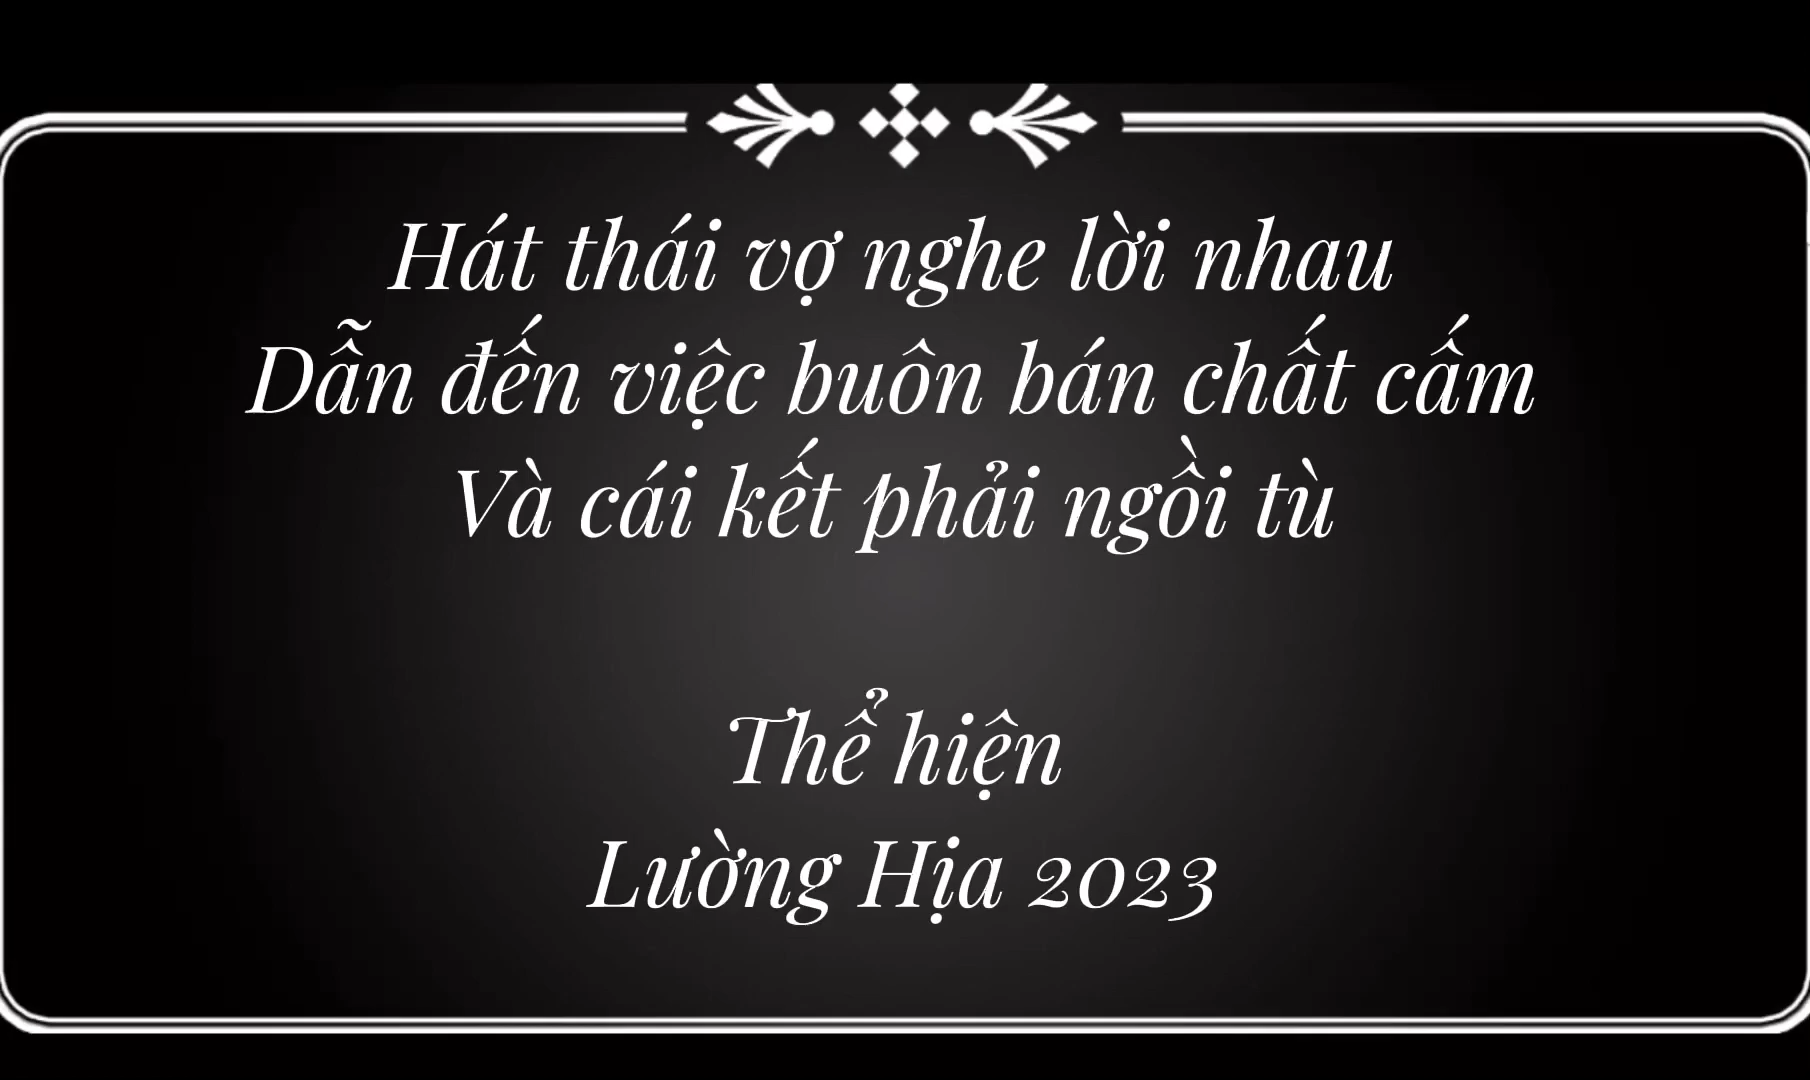 Hát thái vợ nghe lời nhau
Dẫn đến việc buôn bán chất cấm
Và cái kết phải ngồi tù
Thể hiện
Lường Hịa 2023